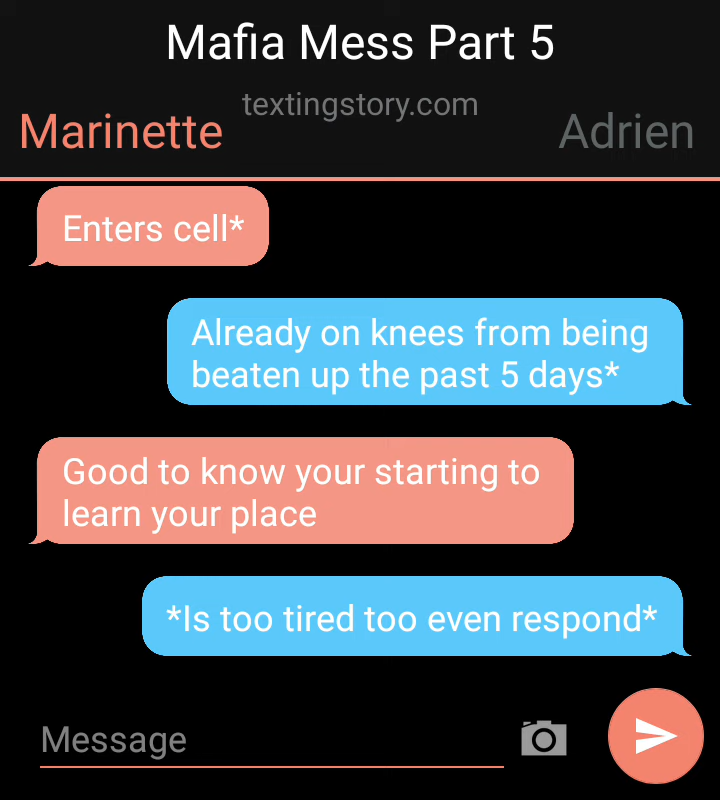 Mafia Mess Part 5
textingstory.com
Marinette
Adrien
Enters cell*
Already on knees from being
beaten up the past 5 days*
Good to know your starting to
learn your place
*Is too tired too even respond*
Message